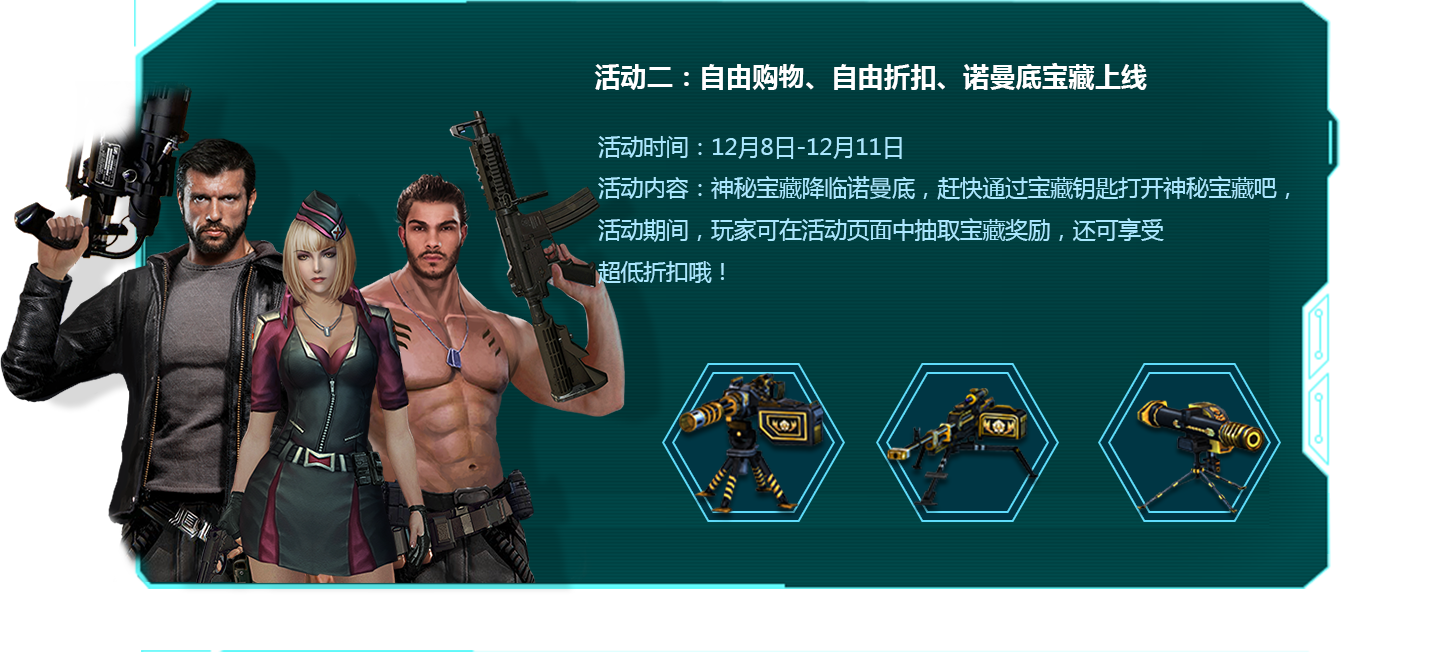 活动二：自由购物、自由折扣、诺曼底宝藏上线
活动时间：12月8日-12月11日
活动内容：神秘宝藏降临诺曼底，赶快通过宝藏钥匙打开神秘宝藏吧，
活动期间，玩家可在活动页面中抽取宝藏奖励，还可享受
超低折扣哦！